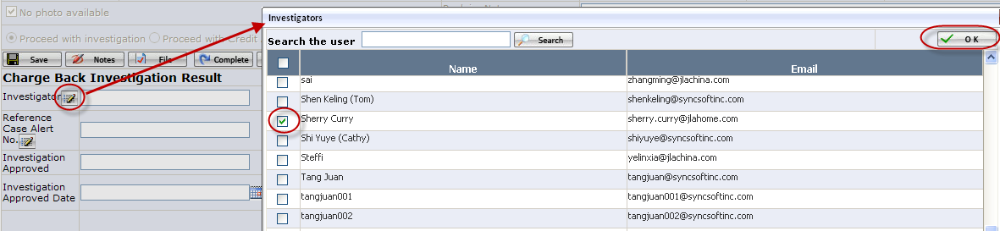 No photo available
Proceed with investigation Proceed with Credit
Save Notes File Complete
Charge Back Investigation Result
Investigator
Reference
Case Alert
No.
Investigation
Approved
Investigation
Approved Date
Investigators
Search the user Search O K
Name Email
sai zhangming@jlachina.com
Shen Keling (Tom) shenkeling@syncsoftinc.com
Sherry Curry sherry.curry@jlahome.com
Shi Yuye (Cathy) shiyuye@syncsoftinc.com
Steffi yelinxia@jlachina.com
Tang Juan tangjuan@syncsoftinc.com
tangjuan001 tangjuan001@syncsoftinc.com
tangjuan002 tangjuan002@syncsoftinc.com